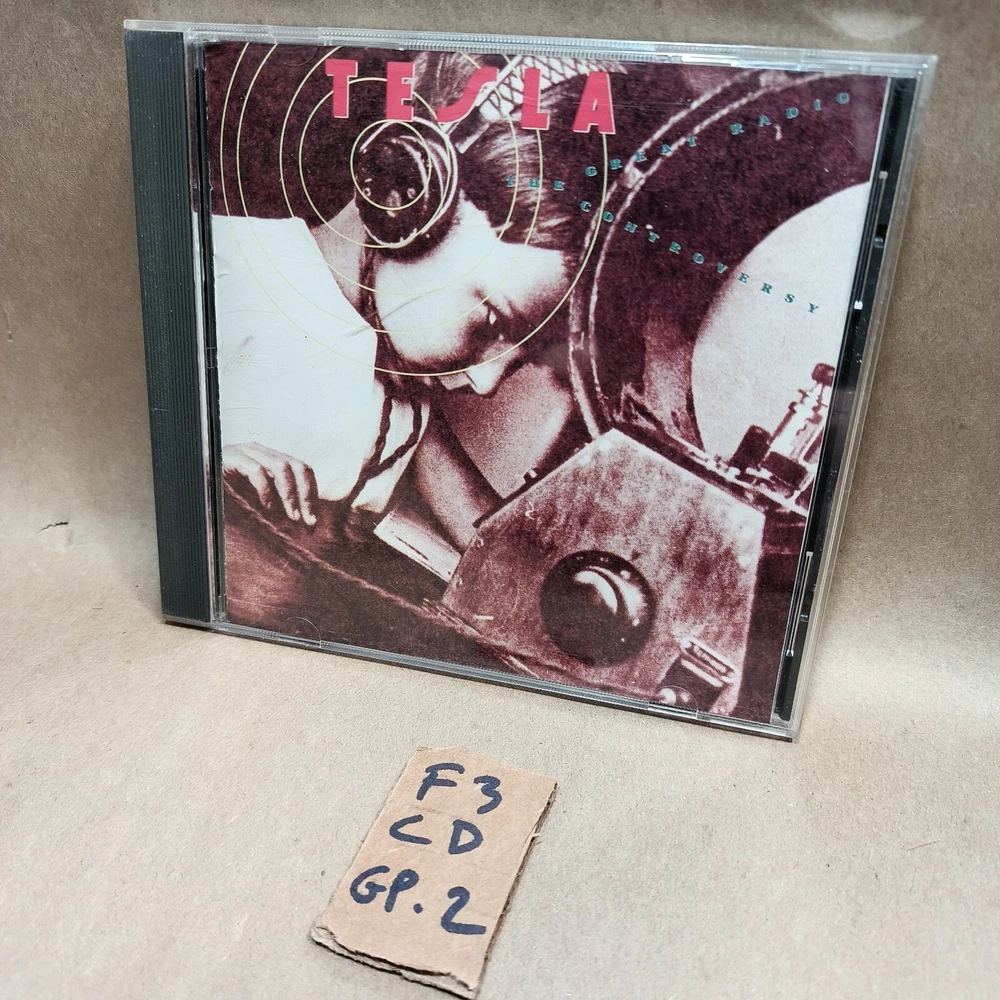 TESLA
THE GREAT RADIO
CONTROVERSY
F3
CD
GP.2